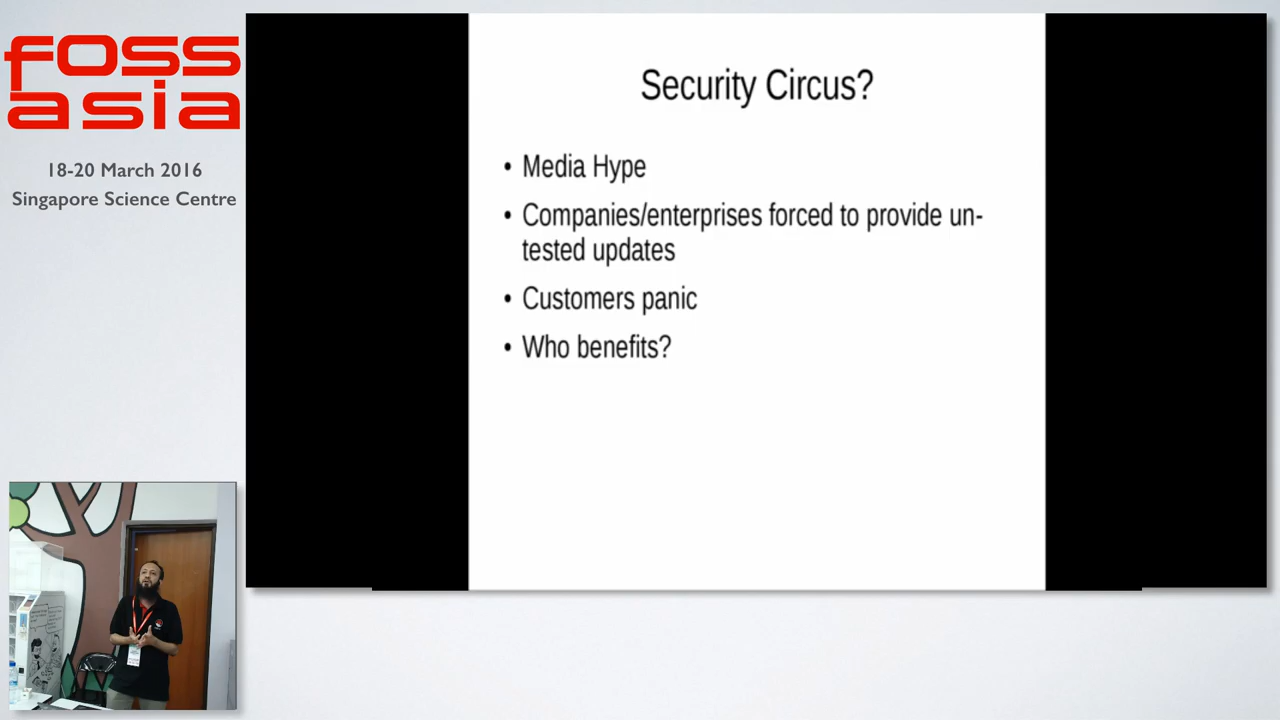 foss
asia
18-20 March 2016
Singapore Science Centre
Security Circus?
• Media Hype
• Companies/enterprises forced to provide un-
tested updates
• Customers panic
• Who benefits?